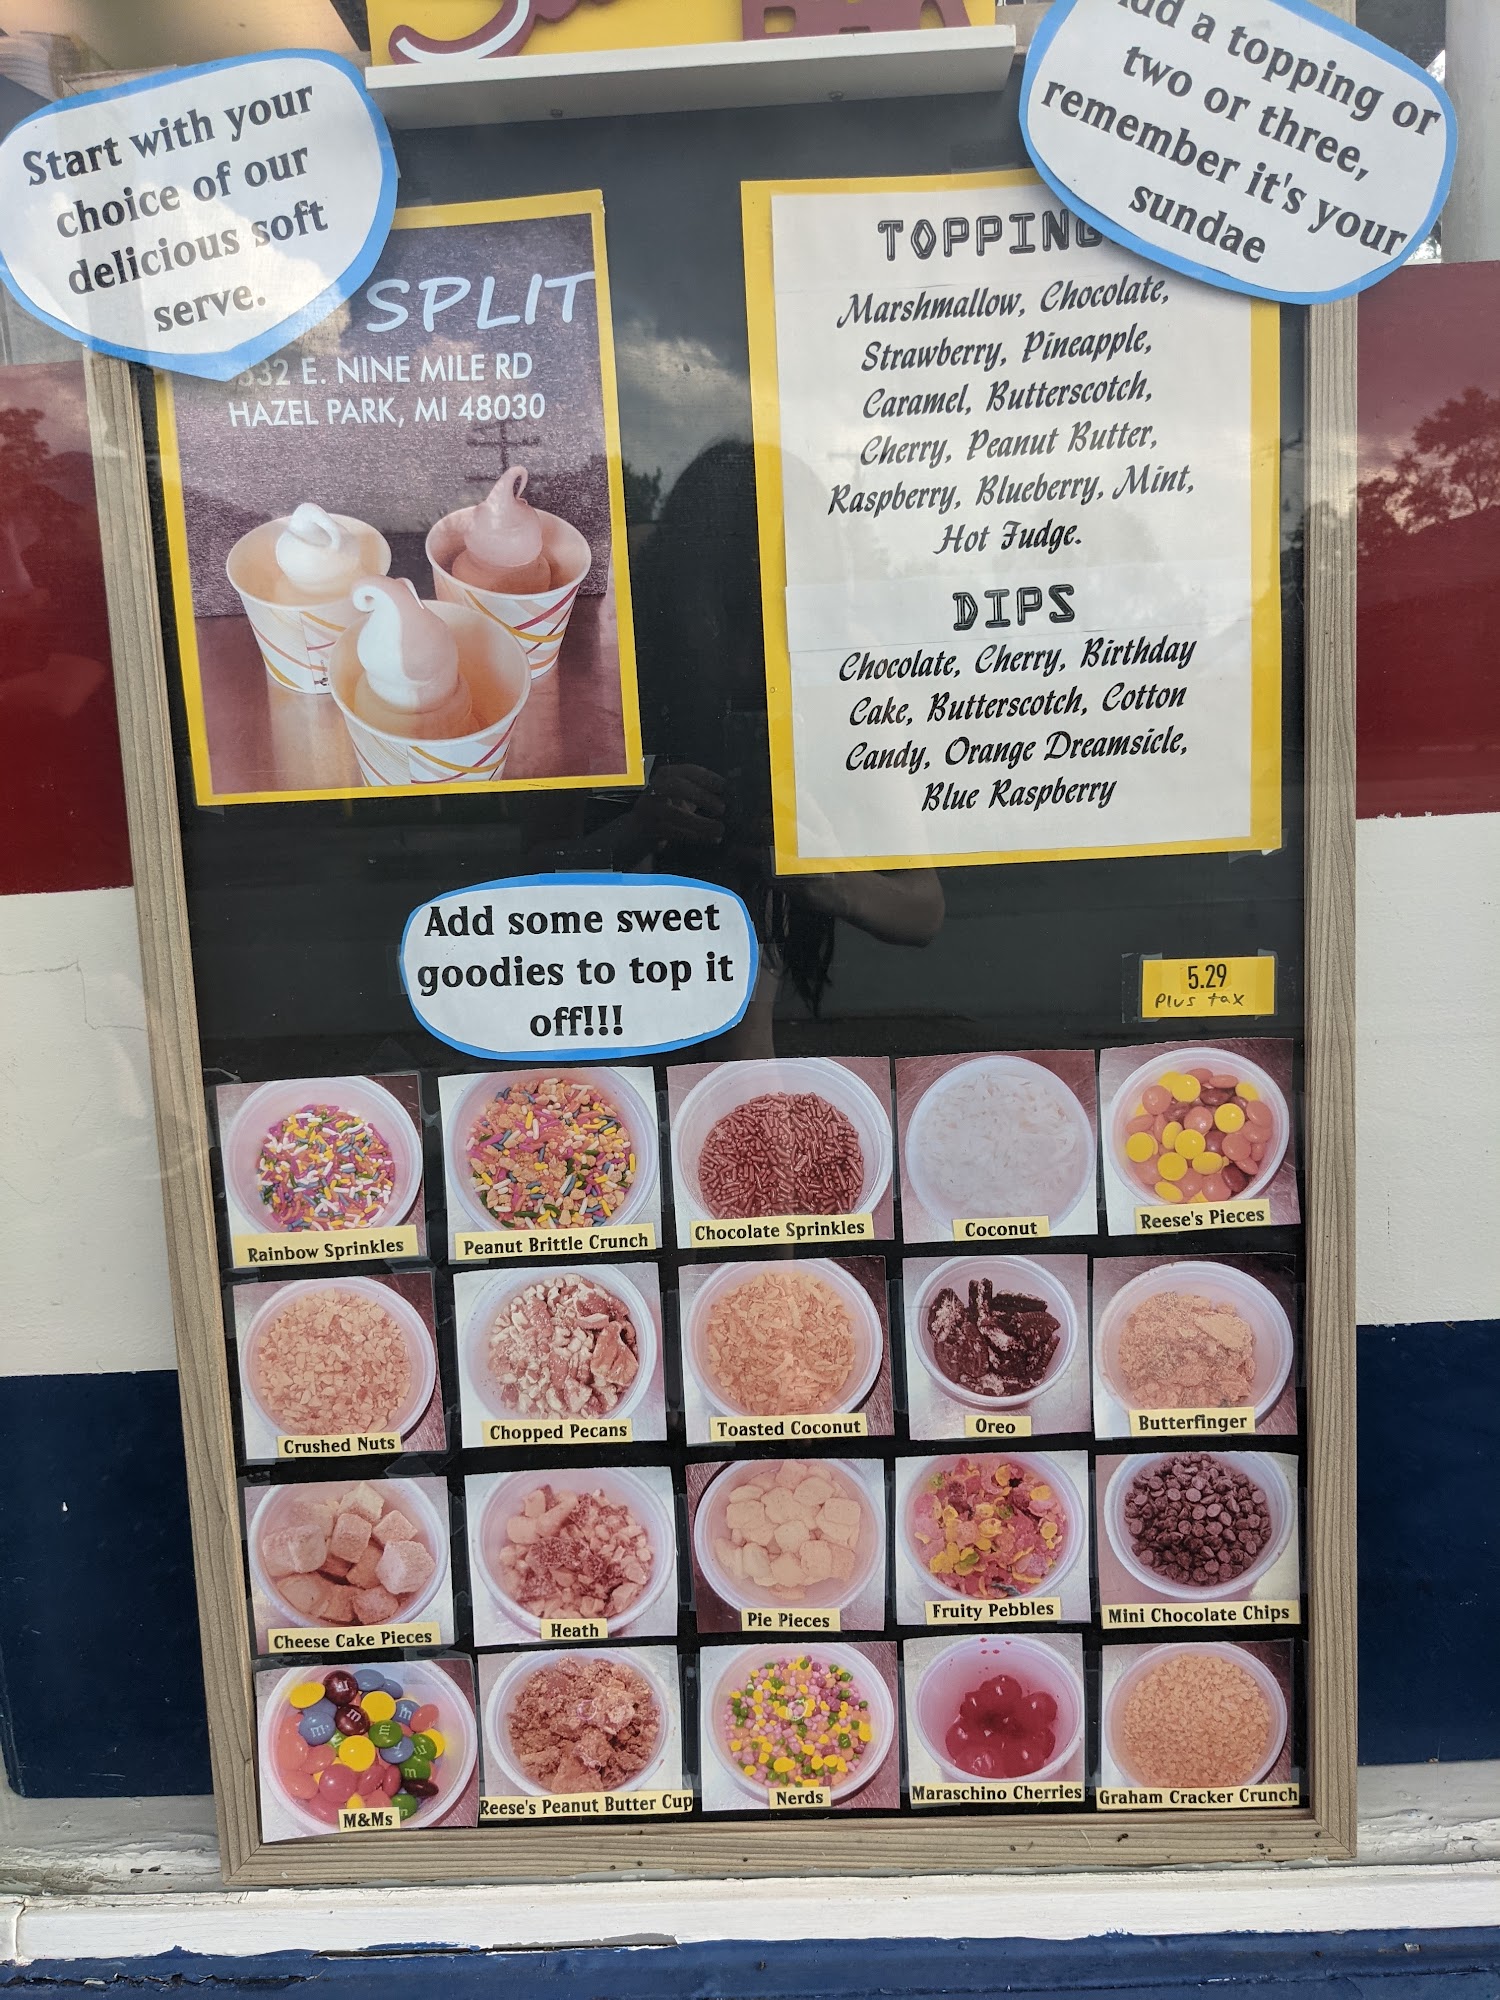 Start with your
choice of our
delicious soft
serve.
a topping or
two or three,
remember it's your
sundae
SPLIT
32 E. NINE MILE RD
HAZEL PARK, MI 48030
TOPPING
Marshmallow, Chocolate,
Strawberry, Pineapple,
Caramel, Butterscotch,
Cherry, Peanut Butter,
Raspberry, Blueberry, Mint,
Hot Fudge.
DIPS
Chocolate, Cherry, Birthday
Cake, Butterscotch, Cotton
Candy, Orange Dreamsicle,
Blue Raspberry
Add some sweet
goodies to top it
off!!!
5.29
Plus tax
Rainbow Sprinkles
Peanut Brittle Crunch
Chocolate Sprinkles
Coconut
Reese's Pieces
Crushed Nuts
Chopped Pecans
Toasted Coconut
Oreo
Butterfinger
Cheese Cake Pieces
Heath
Pie Pieces
Fruity Pebbles
Mini Chocolate Chips
M&Ms
Reese's Peanut Butter Cup
Nerds
Maraschino Cherries
Graham Cracker Crunch